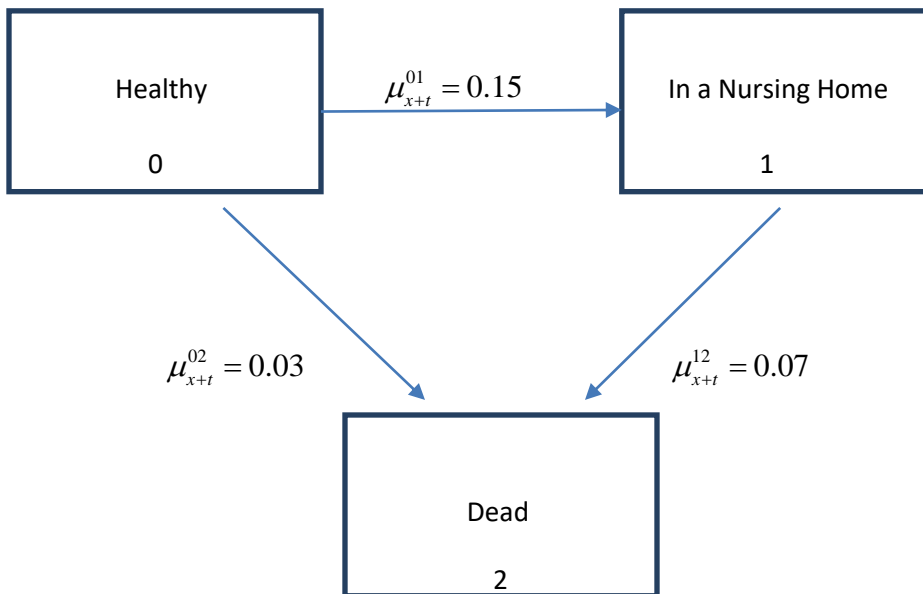 Healthy
0
μ^{01}_{x+t} = 0.15
In a Nursing Home
1
μ^{02}_{x+t} = 0.03
μ^{12}_{x+t} = 0.07
Dead
2